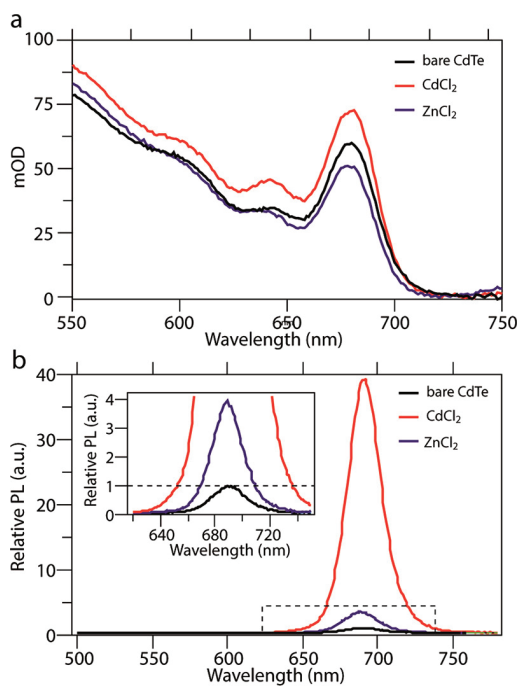 a
100
75
50
25
0
mOD
bare CdTe
CdCl₂
ZnCl₂
550
600
650
700
750
Wavelength (nm)
b
40
30
20
10
0
Relative PL (a.u.)
bare CdTe
CdCl₂
ZnCl₂
4
3
2
1
Relative PL (a.u.)
640
680
720
Wavelength (nm)
500
550
600
650
700
750
Wavelength (nm)